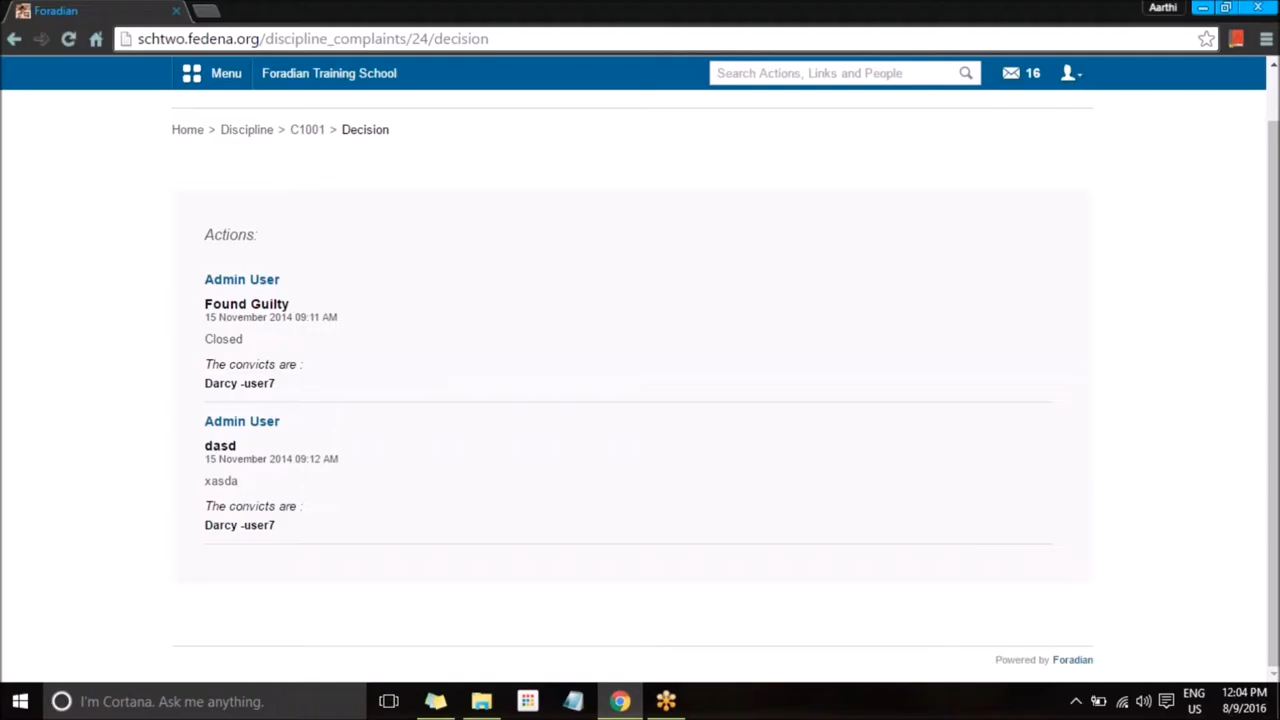 Foradian
Aarthi
schtwo.fedena.org/discipline_complaints/24/decision
Menu
Foradian Training School
Search Actions, Links and People
16
Home > Discipline > C1001 > Decision
Actions:
Admin User
Found Guilty
15 November 2014 09:11 AM
Closed
The convicts are :
Darcy -user7
Admin User
dasd
15 November 2014 09:12 AM
xasda
The convicts are :
Darcy -user7
Powered by Foradian
I'm Cortana. Ask me anything.
ENG
US
12:04 PM
8/9/2016